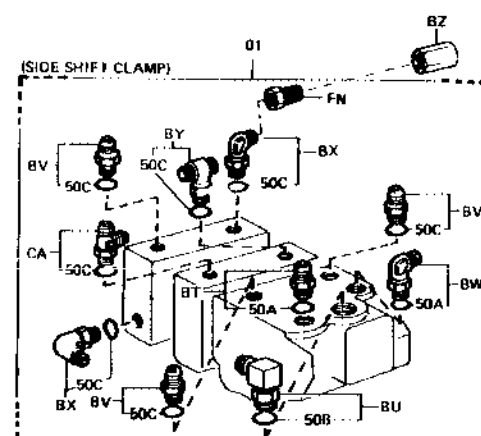 BZ
01
(SIDE SHIFT CLAMP)
FN
BY
BV
50C
50C
BX
50C
BV
50C
CA
50C
BT
50A
BW
50A
50C
BX
BV
50C
BU
50B